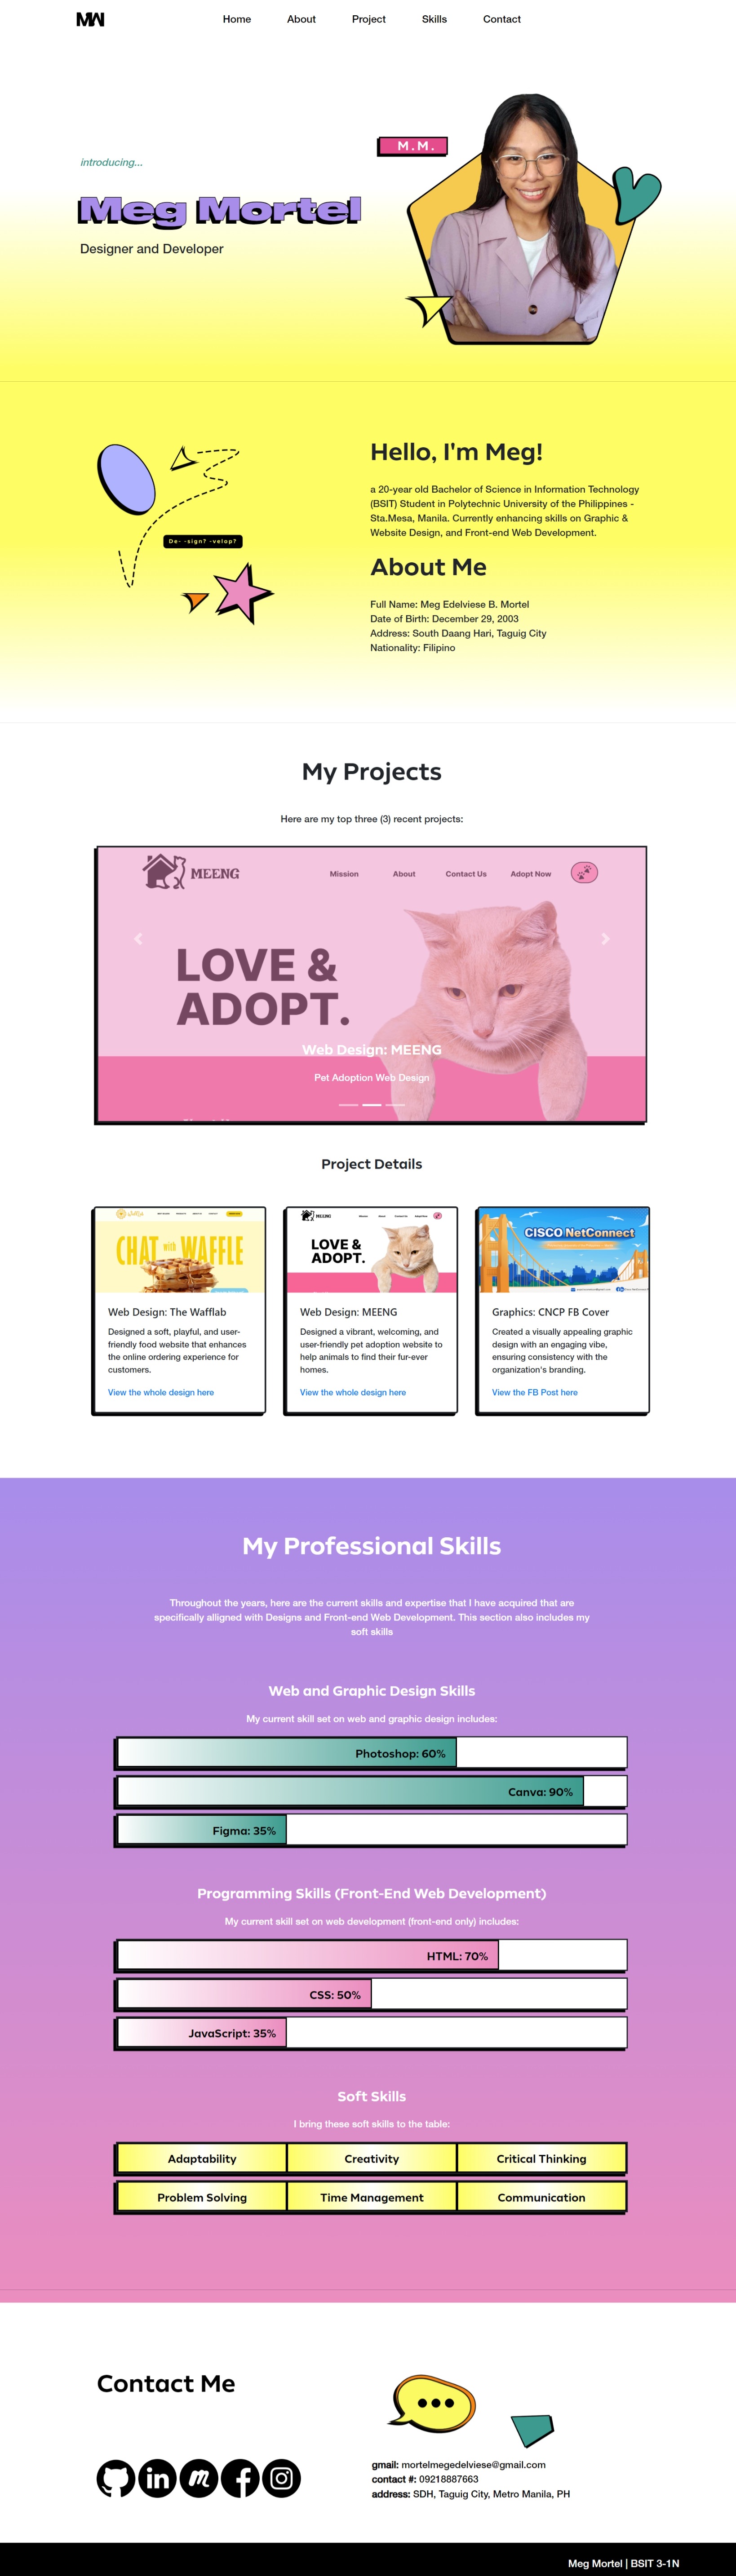 MW
Home About Project Skills Contact
M.M.
introducing...
Meg Mortel
Designer and Developer
Hello, I'm Meg!
a 20-year old Bachelor of Science in Information Technology
(BSIT) Student in Polytechnic University of the Philippines -
Sta.Mesa, Manila. Currently enhancing skills on Graphic &
Website Design, and Front-end Web Development.
De- -sign? -velop?
About Me
Full Name: Meg Edelviese B. Mortel
Date of Birth: December 29, 2003
Address: South Daang Hari, Taguig City
Nationality: Filipino
My Projects
Here are my top three (3) recent projects:
MEENG
Mission About Contact Us Adopt Now
LOVE &
ADOPT.
Web Design: MEENG
Pet Adoption Web Design
Project Details
CHAT with WAFFLE
Web Design: The Wafflab
Designed a soft, playful, and user-
friendly food website that enhances
the online ordering experience for
customers.
View the whole design here
MEENG
LOVE &
ADOPT.
Web Design: MEENG
Designed a vibrant, welcoming, and
user-friendly pet adoption website to
help animals to find their fur-ever
homes.
View the whole design here
CISCO NetConnect
Graphics: CNCP FB Cover
Created a visually appealing graphic
design with an engaging vibe,
ensuring consistency with the
organization's branding.
View the FB Post here
My Professional Skills
Throughout the years, here are the current skills and expertise that I have acquired that are
specifically alligned with Designs and Front-end Web Development. This section also includes my
soft skills
Web and Graphic Design Skills
My current skill set on web and graphic design includes:
Photoshop: 60%
Canva: 90%
Figma: 35%
Programming Skills (Front-End Web Development)
My current skill set on web development (front-end only) includes:
HTML: 70%
CSS: 50%
JavaScript: 35%
Soft Skills
I bring these soft skills to the table:
Adaptability Creativity Critical Thinking
Problem Solving Time Management Communication
Contact Me
gmail: mortelmegedelviese@gmail.com
contact #: 09218887663
address: SDH, Taguig City, Metro Manila, PH
Meg Mortel | BSIT 3-1N